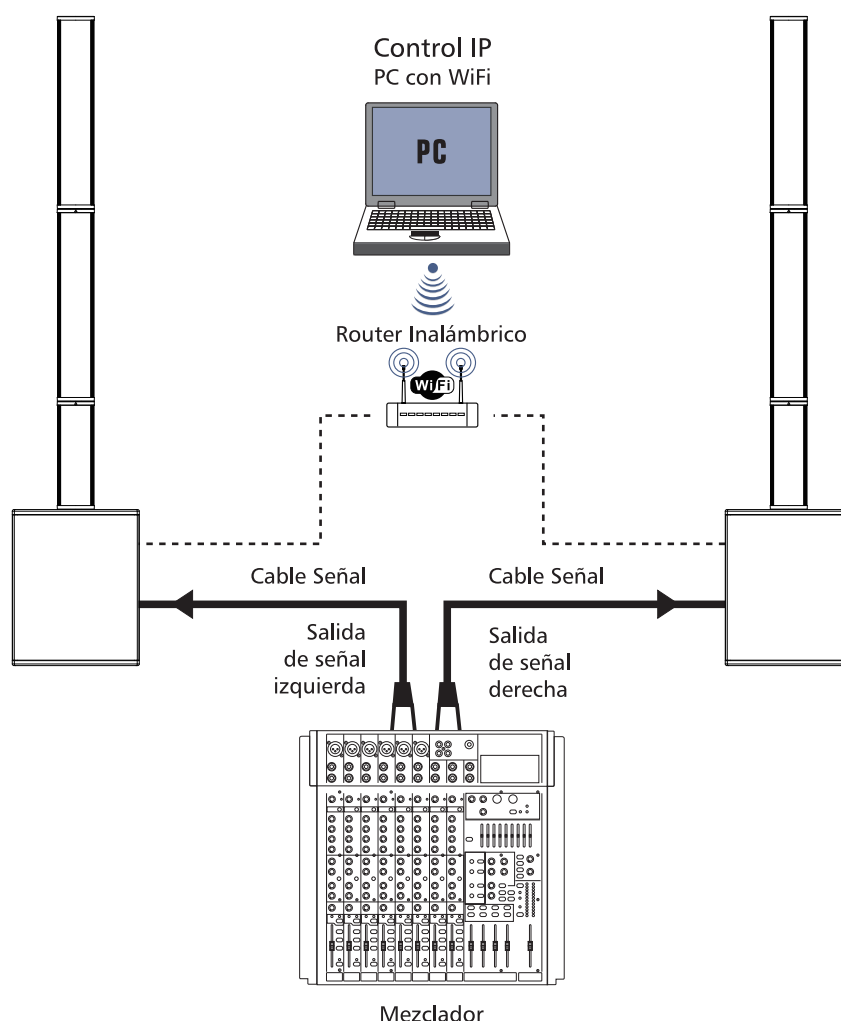 Control IP
PC con WiFi
PC
Router Inalámbrico
WiFi
Cable Señal
Cable Señal
Salida
de señal
izquierda
Salida
de señal
derecha
Mezclador